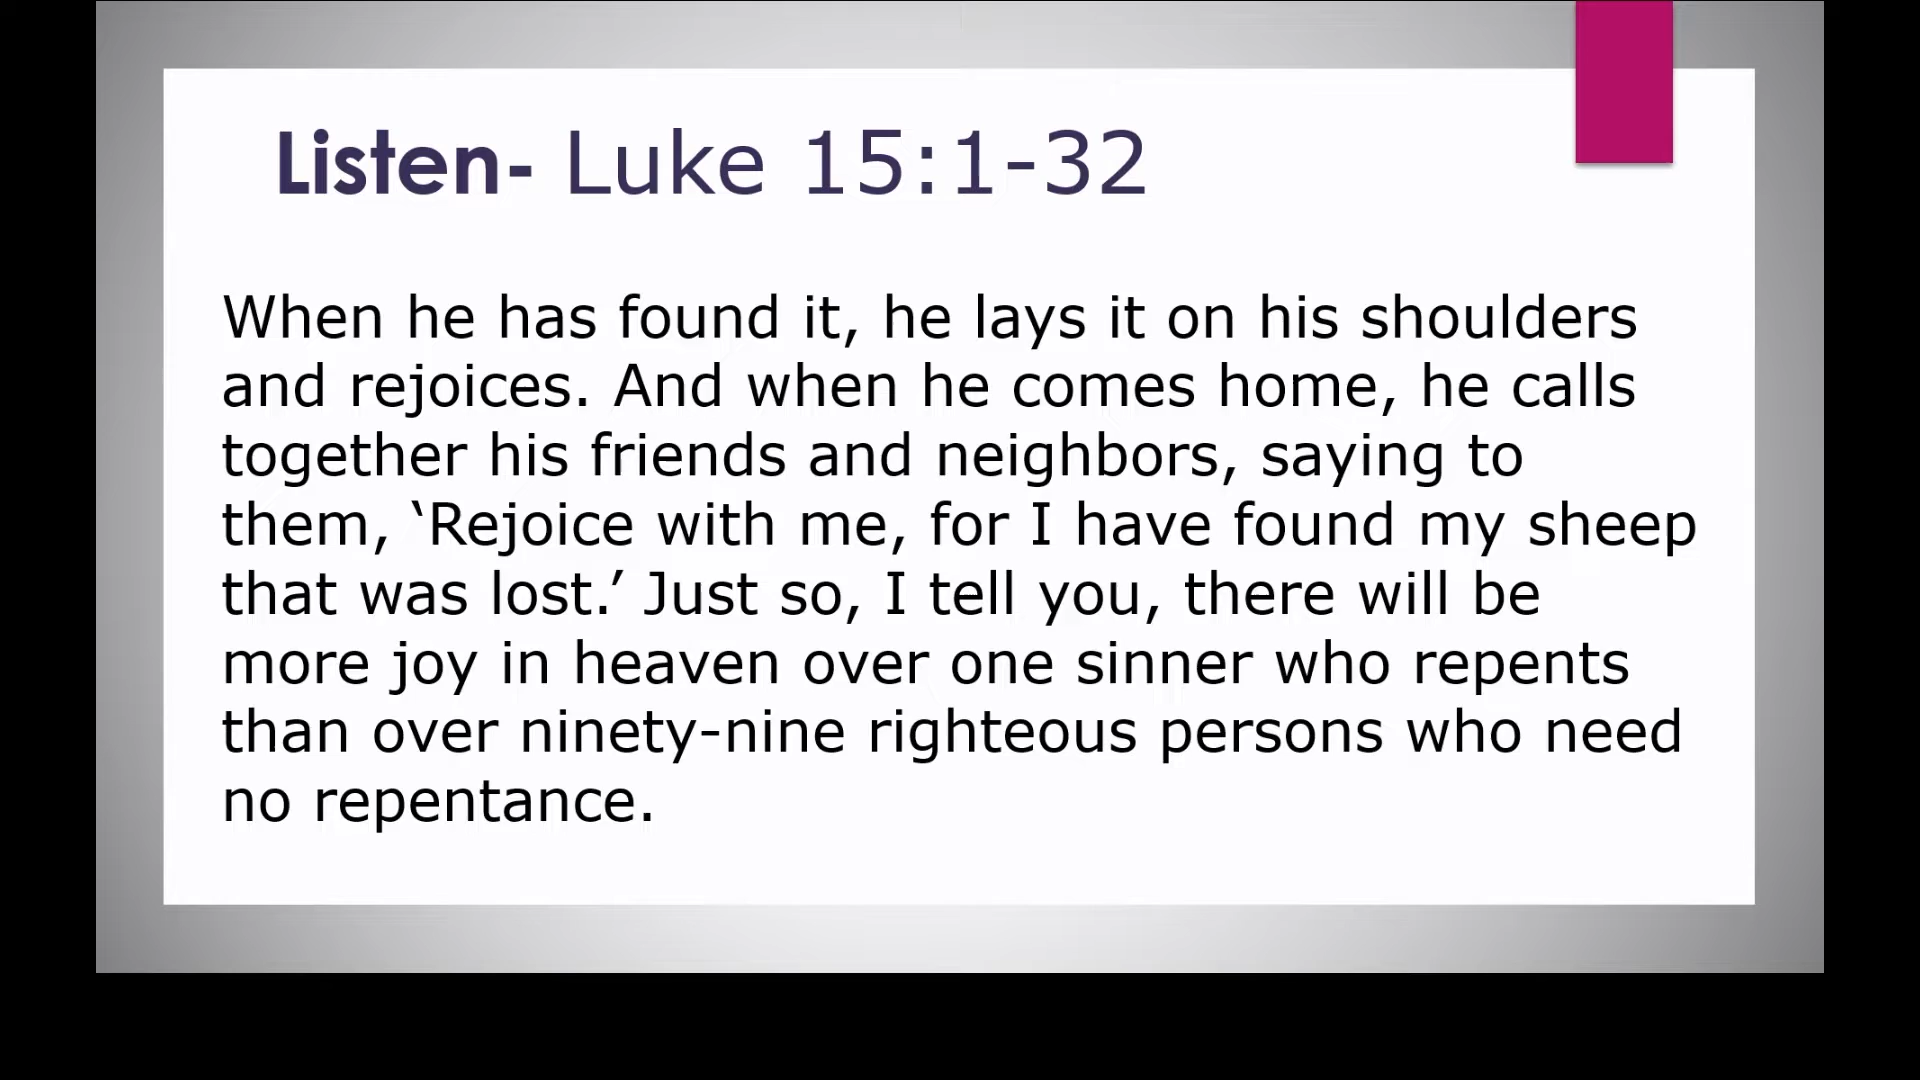 Listen- Luke 15:1-32
When he has found it, he lays it on his shoulders
and rejoices. And when he comes home, he calls
together his friends and neighbors, saying to
them, ‘Rejoice with me, for I have found my sheep
that was lost.’ Just so, I tell you, there will be
more joy in heaven over one sinner who repents
than over ninety-nine righteous persons who need
no repentance.